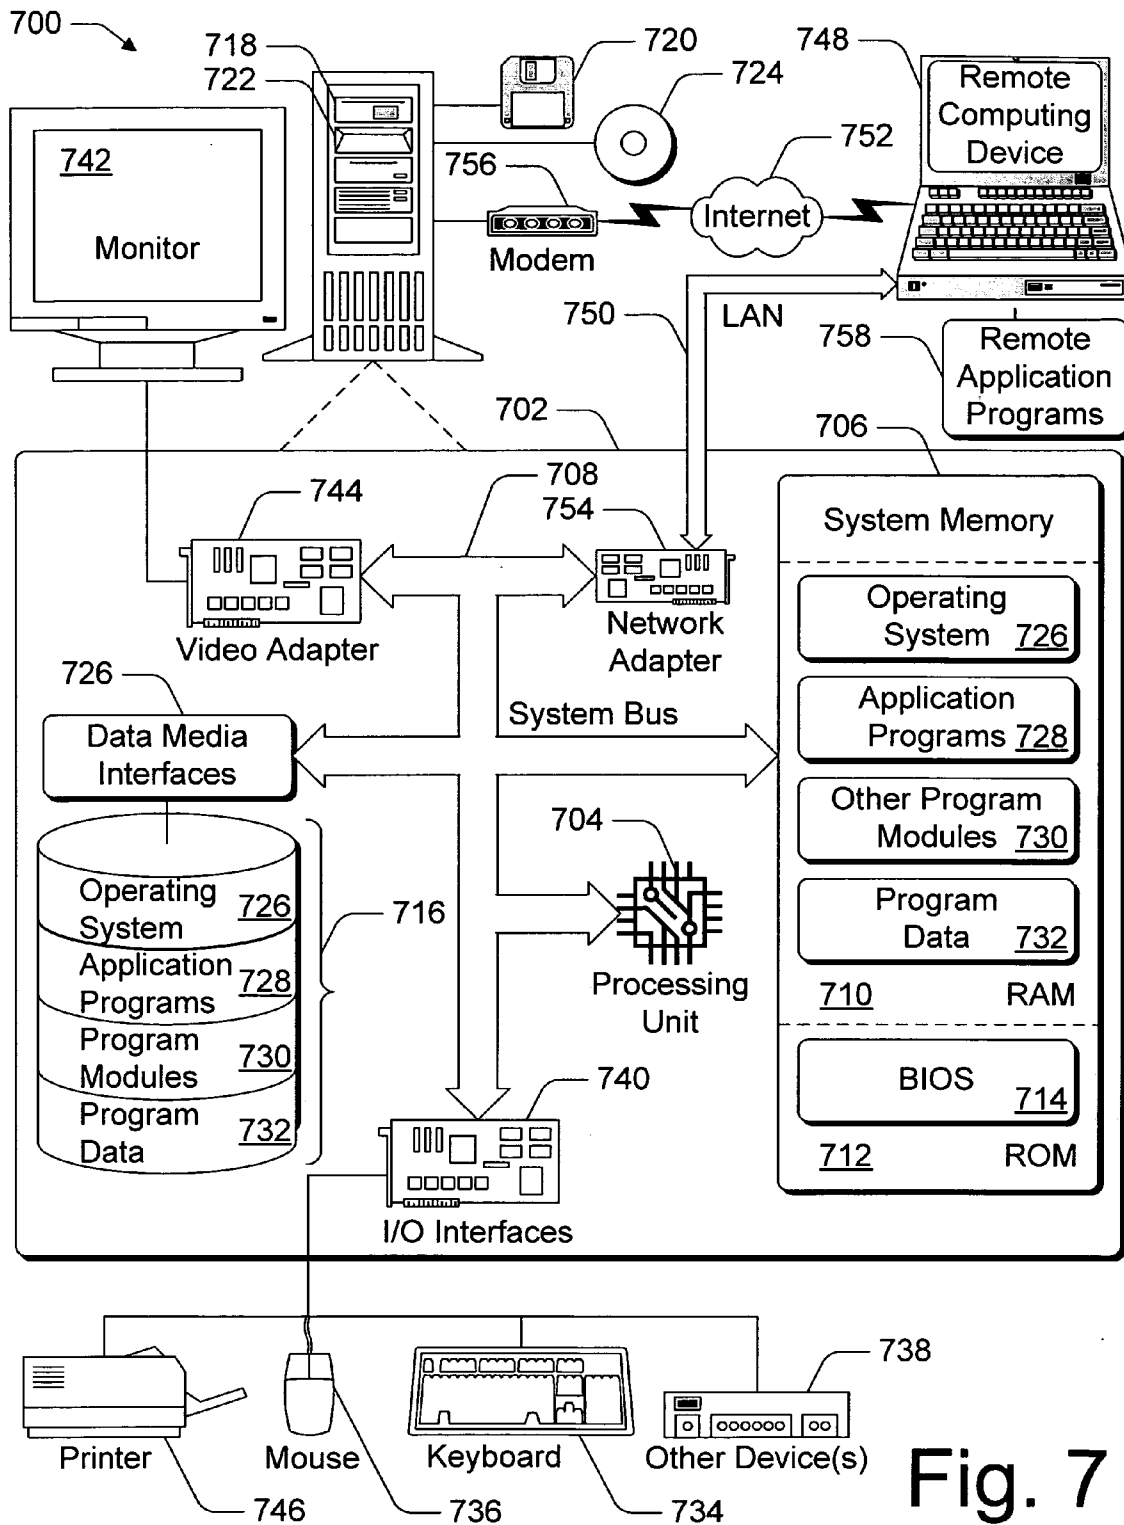 700
718
722
720
724
748
Remote
Computing
Device
742
Monitor
756
Modem
752
Internet
750
LAN
758
Remote
Application
Programs
702
706
744
708
754
Video Adapter
Network
Adapter
System Memory
Operating
System 726
Application
Programs 728
Other Program
Modules 730
Program
Data 732
710 RAM
BIOS 714
712 ROM
726
Data Media
Interfaces
System Bus
704
Processing
Unit
Operating
System 726
Application
Programs 728
Program
Modules 730
Program
Data 732
716
740
I/O Interfaces
738
Printer
Mouse
Keyboard
Other Device(s)
746
736
734
Fig. 7